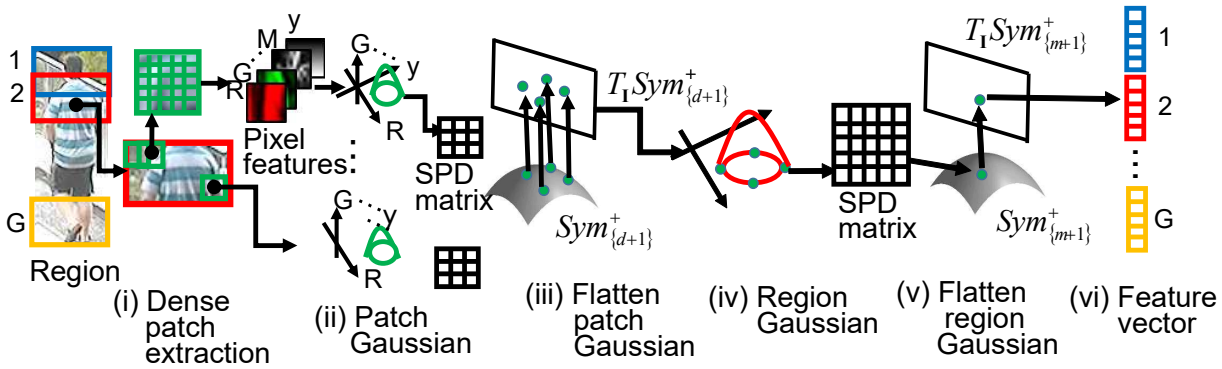 1
2
G
Region
R
G
M
y
Pixel
features
G
y
R
G
y
R
SPD
matrix
T_I Sym^+_{d+1}
Sym^+_{d+1}
SPD
matrix
T_I Sym^+_{m+1}
Sym^+_{m+1}
1
2
G
(i) Dense
patch
extraction
(ii) Patch
Gaussian
(iii) Flatten
patch
Gaussian
(iv) Region
Gaussian
(v) Flatten
region
Gaussian
(vi) Feature
vector